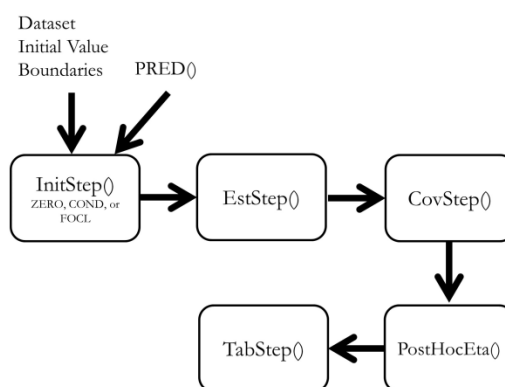 Dataset
Initial Value
Boundaries
PRED()
InitStep()
ZERO, COND, or
FOCL
EstStep()
CovStep()
TabStep()
PostHocEta()